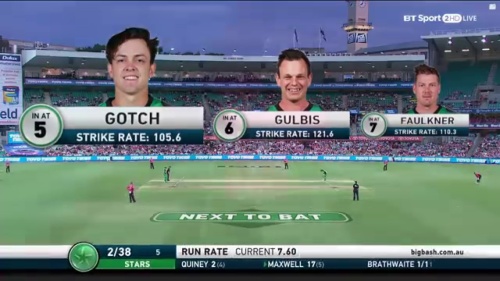 BT Sport 2HD LIVE
IN AT 5
GOTCH
STRIKE RATE: 105.6
IN AT 6
GULBIS
STRIKE RATE: 121.6
IN AT 7
FAULKNER
STRIKE RATE: 110.3
NEXT TO BAT
2/38 5
STARS
RUN RATE CURRENT 7.60
bigbash.com.au
QUINEY 2 (4) MAXWELL 17 (5) BRATHWAITE 1/1